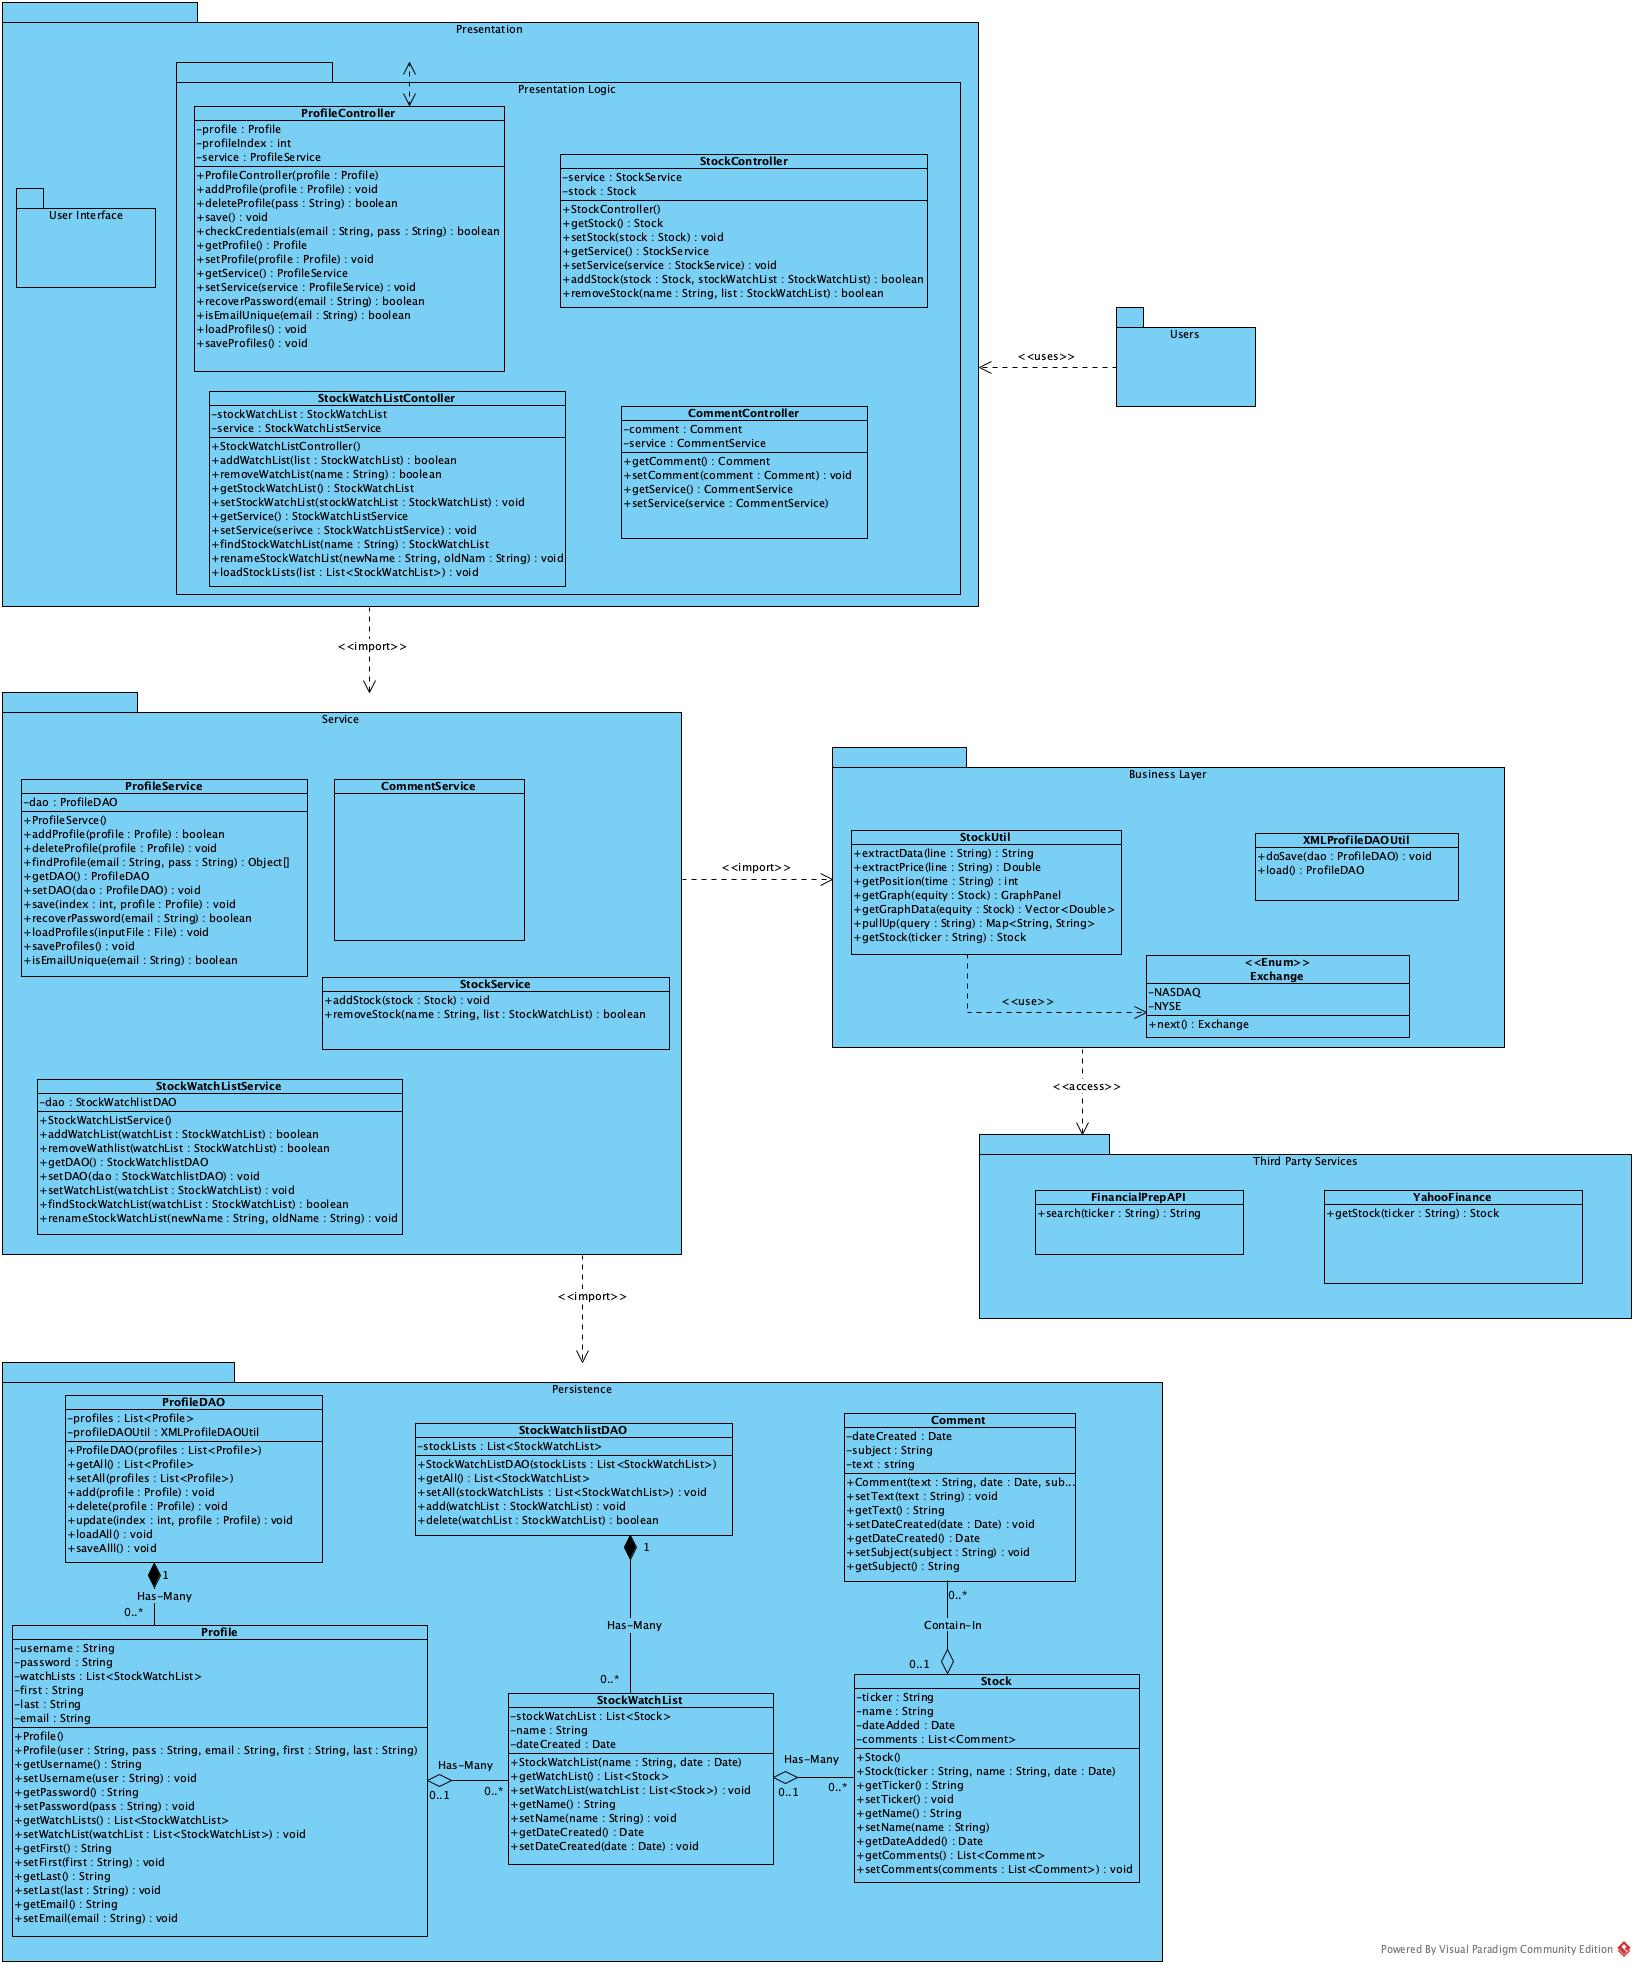 Presentation
Presentation Logic
ProfileController
-profile : Profile
-profileIndex : int
-service : ProfileService
+ProfileController(profile : Profile)
+addProfile(profile : Profile) : void
+deleteProfile(pass : String) : boolean
+save() : void
+checkCredentials(email : String, pass : String) : boolean
+getProfile() : Profile
+setProfile(profile : Profile) : void
+getService() : ProfileService
+setService(service : ProfileService) : void
+recoverPassword(email : String) : boolean
+isEmailUnique(email : String) : boolean
+loadProfiles() : void
+saveProfiles() : void
StockController
-service : StockService
-stock : Stock
+StockController()
+getStock() : Stock
+setStock(stock : Stock) : void
+getService() : StockService
+setService(service : StockService) : void
+addStock(stock : Stock, stockWatchList : StockWatchList) : boolean
+removeStock(name : String, list : StockWatchList) : boolean
User Interface
Users
<<uses>>
StockWatchListContoller
-stockWatchList : StockWatchList
-service : StockWatchListService
+StockWatchListController()
+addWatchList(list : StockWatchList) : boolean
+removeWatchList(name : String) : boolean
+getStockWatchList() : StockWatchList
+setStockWatchList(stockWatchList : StockWatchList) : void
+getService() : StockWatchListService
+setService(serivce : StockWatchListService) : void
+findStockWatchList(name : String) : StockWatchList
+renameStockWatchList(newName : String, oldNam : String) : void
+loadStockLists(list : List<StockWatchList>) : void
CommentController
-comment : Comment
-service : CommentService
+getComment() : Comment
+setComment(comment : Comment) : void
+getService() : CommentService
+setService(service : CommentService)
<<import>>
Service
ProfileService
-dao : ProfileDAO
+ProfileServce()
+addProfile(profile : Profile) : boolean
+deleteProfile(profile : Profile) : void
+findProfile(email : String, pass : String) : Object[]
+getDAO() : ProfileDAO
+setDAO(dao : ProfileDAO) : void
+save(index : int, profile : Profile) : void
+recoverPassword(email : String) : boolean
+loadProfiles(inputFile : File) : void
+saveProfiles() : void
+isEmailUnique(email : String) : boolean
CommentService
StockService
+addStock(stock : Stock) : void
+removeStock(name : String, list : StockWatchList) : boolean
StockWatchListService
-dao : StockWatchlistDAO
+StockWatchListService()
+addWatchList(watchList : StockWatchList) : boolean
+removeWathlist(watchList : StockWatchList) : boolean
+getDAO() : StockWatchlistDAO
+setDAO(dao : StockWatchlistDAO) : void
+setWatchList(watchList : StockWatchList) : void
+findStockWatchList(watchList : StockWatchList) : boolean
+renameStockWatchList(newName : String, oldName : String) : void
<<import>>
Business Layer
StockUtil
+extractData(line : String) : String
+extractPrice(line : String) : Double
+getPosition(time : String) : int
+getGraph(equity : Stock) : GraphPanel
+getGraphData(equity : Stock) : Vector<Double>
+pullUp(query : String) : Map<String, String>
+getStock(ticker : String) : Stock
XMLProfileDAOUtil
+doSave(dao : ProfileDAO) : void
+load() : ProfileDAO
<<use>>
<<Enum>>
Exchange
-NASDAQ
-NYSE
+next() : Exchange
<<access>>
Third Party Services
FinancialPrepAPI
+search(ticker : String) : String
YahooFinance
+getStock(ticker : String) : Stock
<<import>>
Persistence
ProfileDAO
-profiles : List<Profile>
-profileDAOUtil : XMLProfileDAOUtil
+ProfileDAO(profiles : List<Profile>)
+getAll() : List<Profile>
+setAll(profiles : List<Profile>)
+add(profile : Profile) : void
+delete(profile : Profile) : void
+update(index : int, profile : Profile) : void
+loadAll() : void
+saveAlll() : void
StockWatchlistDAO
-stockLists : List<StockWatchList>
+StockWatchListDAO(stockLists : List<StockWatchList>)
+getAll() : List<StockWatchList>
+setAll(stockWatchLists : List<StockWatchList>) : void
+add(watchList : StockWatchList) : void
+delete(watchList : StockWatchList) : boolean
Comment
-dateCreated : Date
-subject : String
-text : string
+Comment(text : String, date : Date, sub...
+setText(text : String) : void
+getText() : String
+setDateCreated(date : Date) : void
+getDateCreated() : Date
+setSubject(subject : String) : void
+getSubject() : String
1
Has-Many
0..*
1
Has-Many
0..*
0..*
Contain-In
0..1
Profile
-username : String
-password : String
-watchLists : List<StockWatchList>
-first : String
-last : String
-email : String
+Profile()
+Profile(user : String, pass : String, email : String, first : String, last : String)
+getUsername() : String
+setUsername(user : String) : void
+getPassword() : String
+setPassword(pass : String) : void
+getWatchLists() : List<StockWatchList>
+setWatchList(watchList : List<StockWatchList>) : void
+getFirst() : String
+setFirst(first : String) : void
+getLast() : String
+setLast(last : String) : void
+getEmail() : String
+setEmail(email : String) : void
Has-Many
0..1
0..*
StockWatchList
-stockWatchList : List<Stock>
-name : String
-dateCreated : Date
+StockWatchList(name : String, date : Date)
+getWatchList() : List<Stock>
+setWatchList(watchList : List<Stock>) : void
+getName() : String
+setName(name : String) : void
+getDateCreated() : Date
+setDateCreated(date : Date) : void
Has-Many
0..1
0..*
Stock
-ticker : String
-name : String
-dateAdded : Date
-comments : List<Comment>
+Stock()
+Stock(ticker : String, name : String, date : Date)
+getTicker() : String
+setTicker() : void
+getName() : String
+setName(name : String)
+getDateAdded() : Date
+getComments() : List<Comment>
+setComments(comments : List<Comment>) : void
Powered By Visual Paradigm Community Edition